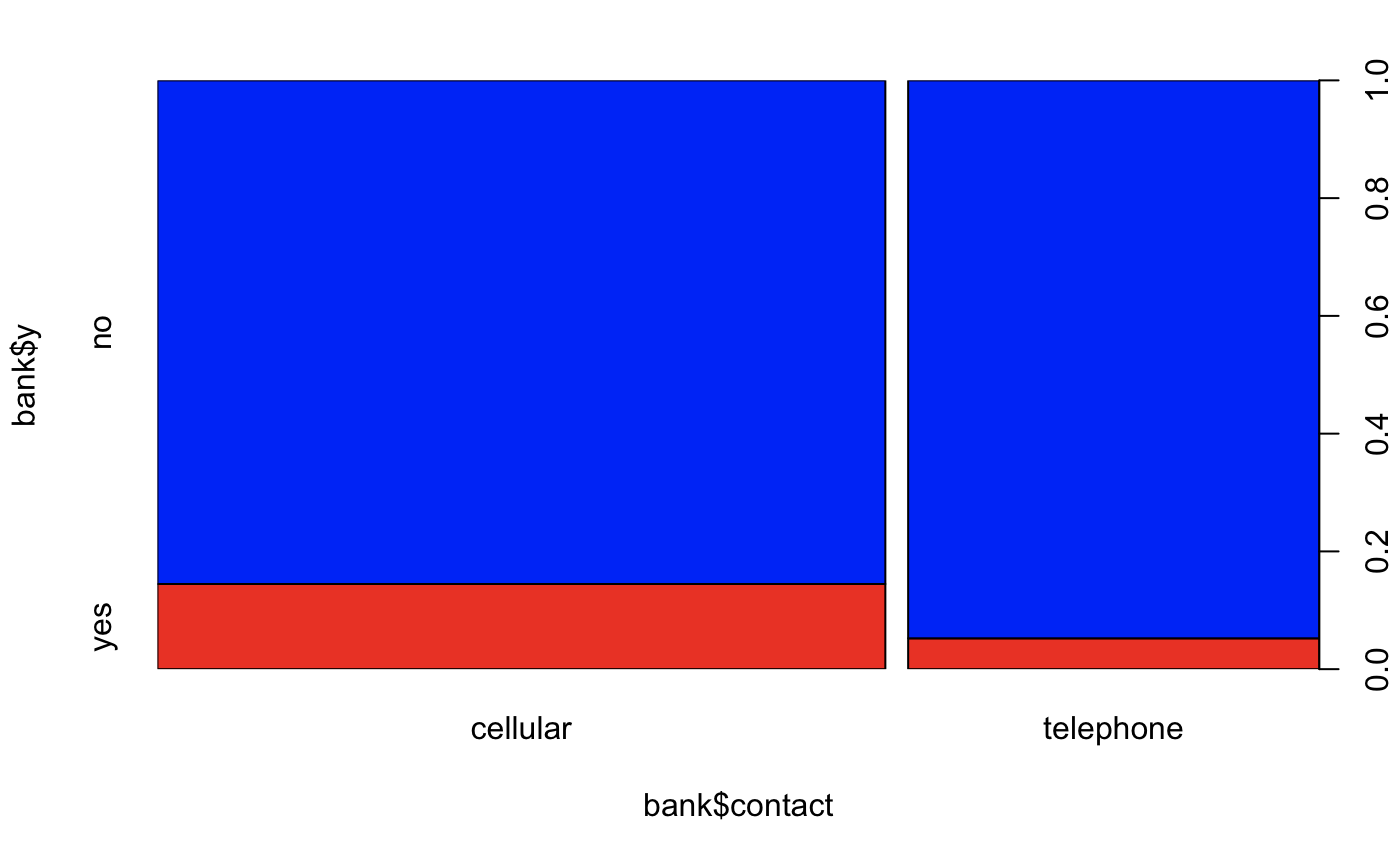 bank$y
no
yes
1.0
0.8
0.6
0.4
0.2
0.0
cellular
telephone
bank$contact